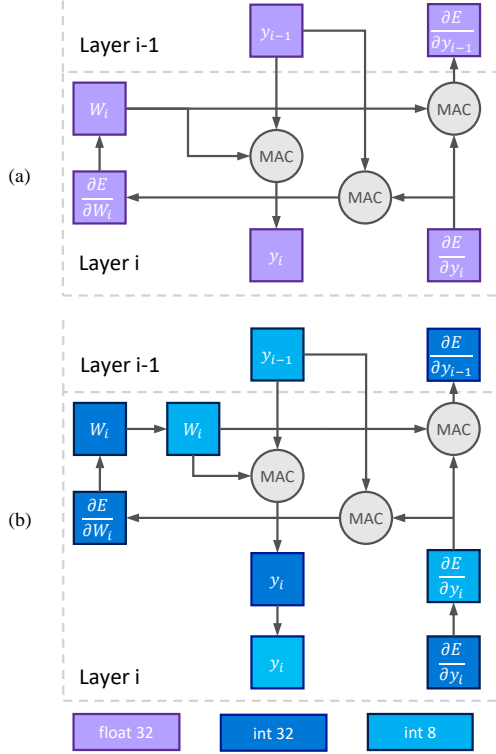 Layer i-1
y_{i-1}
∂E/∂y_{i-1}
W_i
MAC
MAC
(a)
MAC
∂E/∂W_i
Layer i
y_i
∂E/∂y_i
Layer i-1
y_{i-1}
∂E/∂y_{i-1}
W_i
W_i
MAC
MAC
(b)
∂E/∂W_i
MAC
y_i
∂E/∂y_i
y_i
∂E/∂y_i
Layer i
float 32
int 32
int 8